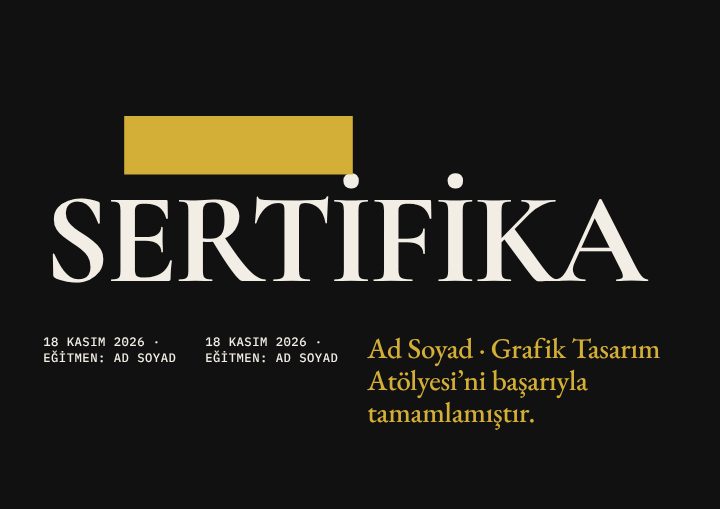 SERTİFİKA
18 KASIM 2026 ·
EĞİTMEN: AD SOYAD
18 KASIM 2026 ·
EĞİTMEN: AD SOYAD
Ad Soyad · Grafik Tasarım
Atölyesi’ni başarıyla
tamamlamıştır.